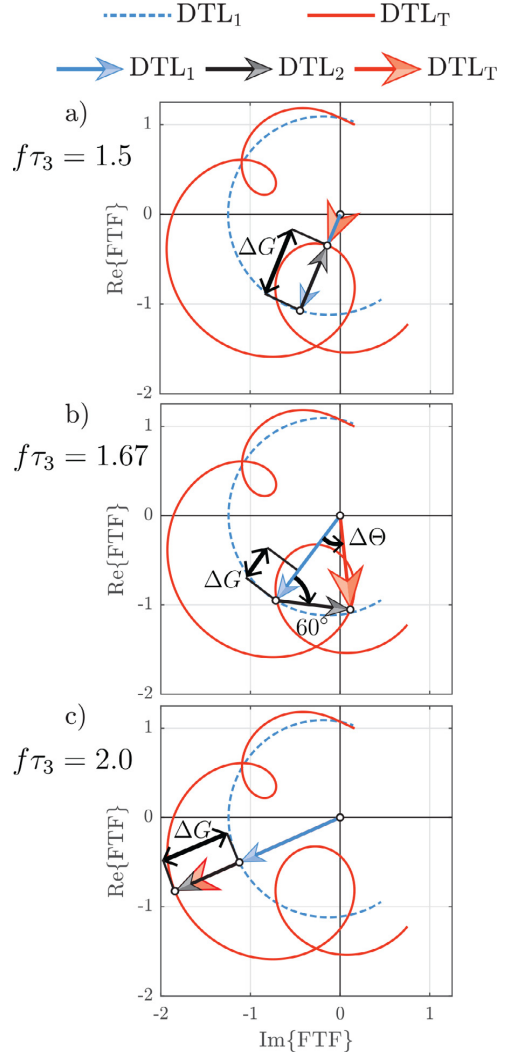 DTL₁ DTL_T
DTL₁ DTL₂ DTL_T
a)
fτ₃ = 1.5
1
0
-1
-2
Re{FTF}
ΔG
b)
fτ₃ = 1.67
1
0
-1
-2
Re{FTF}
ΔΘ
ΔG
60°
c)
fτ₃ = 2.0
1
0
-1
-2
Re{FTF}
ΔG
-2 -1 0 1
Im{FTF}